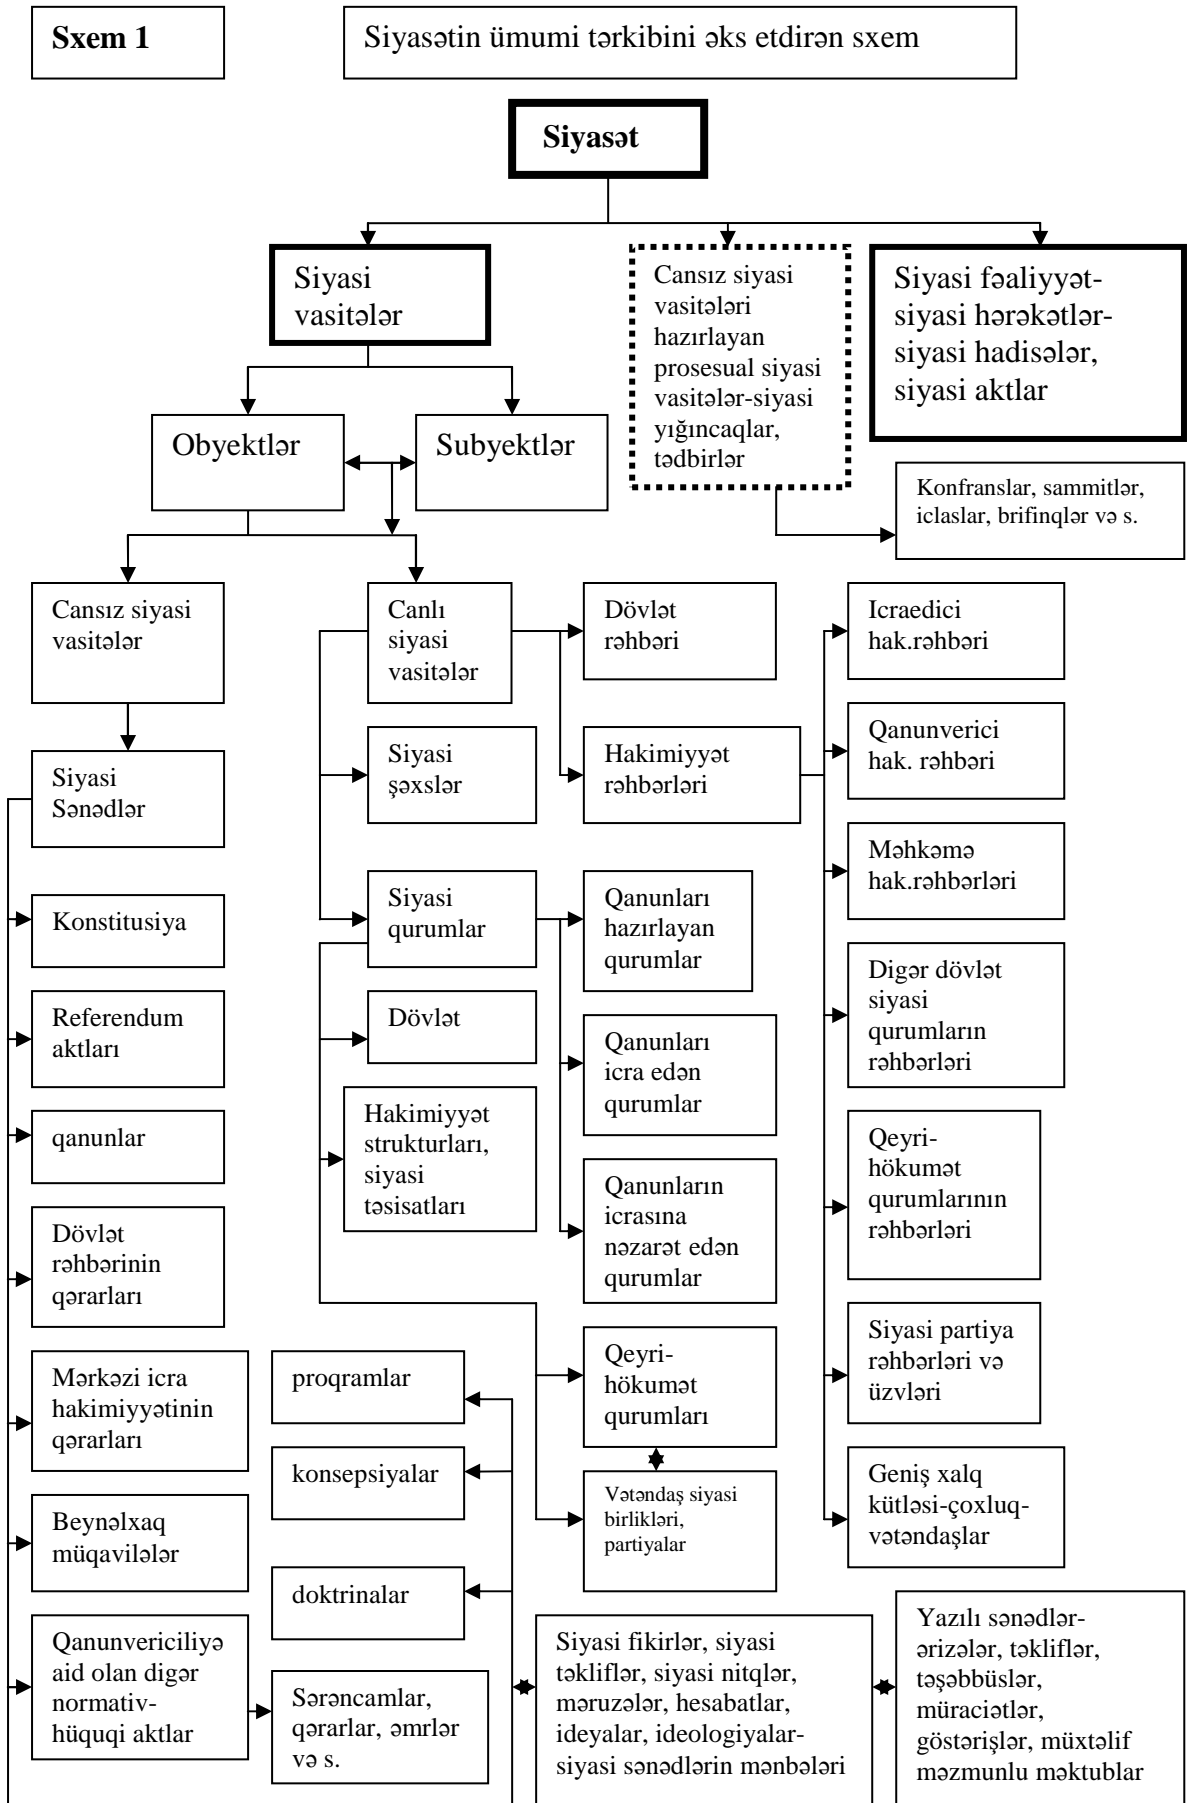 Sxem 1
Siyasətin ümumi tərkibini əks etdirən sxem
Siyasət
Siyasi
vasitələr
Cansız siyasi
vasitələri
hazırlayan
prosesual siyasi
vasitələr-siyasi
yığıncaqlar,
tədbirlər
Siyasi fəaliyyət-
siyasi hərəkətlər-
siyasi hadisələr,
siyasi aktlar
Obyektlər
Subyektlər
Konfranslar, sammitlər,
iclaslar, brifinqlər və s.
Cansız siyasi
vasitələr
Canlı
siyasi
vasitələr
Dövlət
rəhbəri
Icraedici
hak.rəhbəri
Siyasi
Sənədlər
Siyasi
şəxslər
Hakimiyyət
rəhbərləri
Qanunverici
hak. rəhbəri
Məhkəmə
hak.rəhbərləri
Konstitusiya
Siyasi
qurumlar
Qanunları
hazırlayan
qurumlar
Digər dövlət
siyasi
qurumların
rəhbərləri
Referendum
aktları
Dövlət
Qanunları
icra edən
qurumlar
qanunlar
Hakimiyyət
strukturları,
siyasi
təsisatları
Qanunların
icrasına
nəzarət edən
qurumlar
Qeyri-
hökumət
qurumlarının
rəhbərləri
Dövlət
rəhbərinin
qərarları
Siyasi partiya
rəhbərləri və
üzvləri
Mərkəzi icra
hakimiyyətinin
qərarları
proqramlar
Qeyri-
hökumət
qurumları
konsepsiyalar
Vətəndaş siyasi
birlikləri,
partiyalar
Geniş xalq
kütləsi-çoxluq-
vətəndaşlar
Beynəlxaq
müqavilələr
doktrinalar
Qanunvericiliyə
aid olan digər
normativ-
hüquqi aktlar
Sərəncamlar,
qərarlar, əmrlər
və s.
Siyasi fikirlər, siyasi
təkliflər, siyasi nitqlər,
məruzələr, hesabatlar,
ideyalar, ideologiyalar-
siyasi sənədlərin mənbələri
Yazılı sənədlər-
ərizələr, təkliflər,
təşəbbüslər,
müraciətlər,
göstərişlər, müxtəlif
məzmunlu məktublar